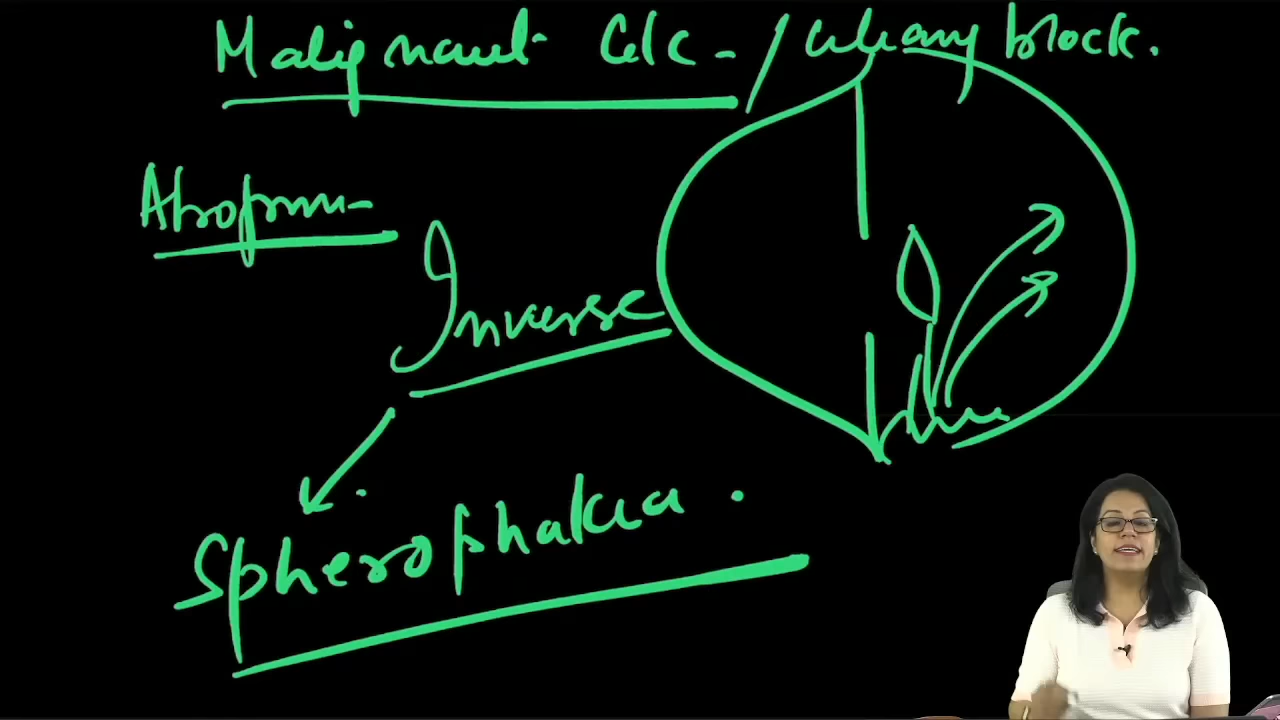 Malignant Glc - / Ciliary block.
Atropine -
Inverse
Spherophakia .